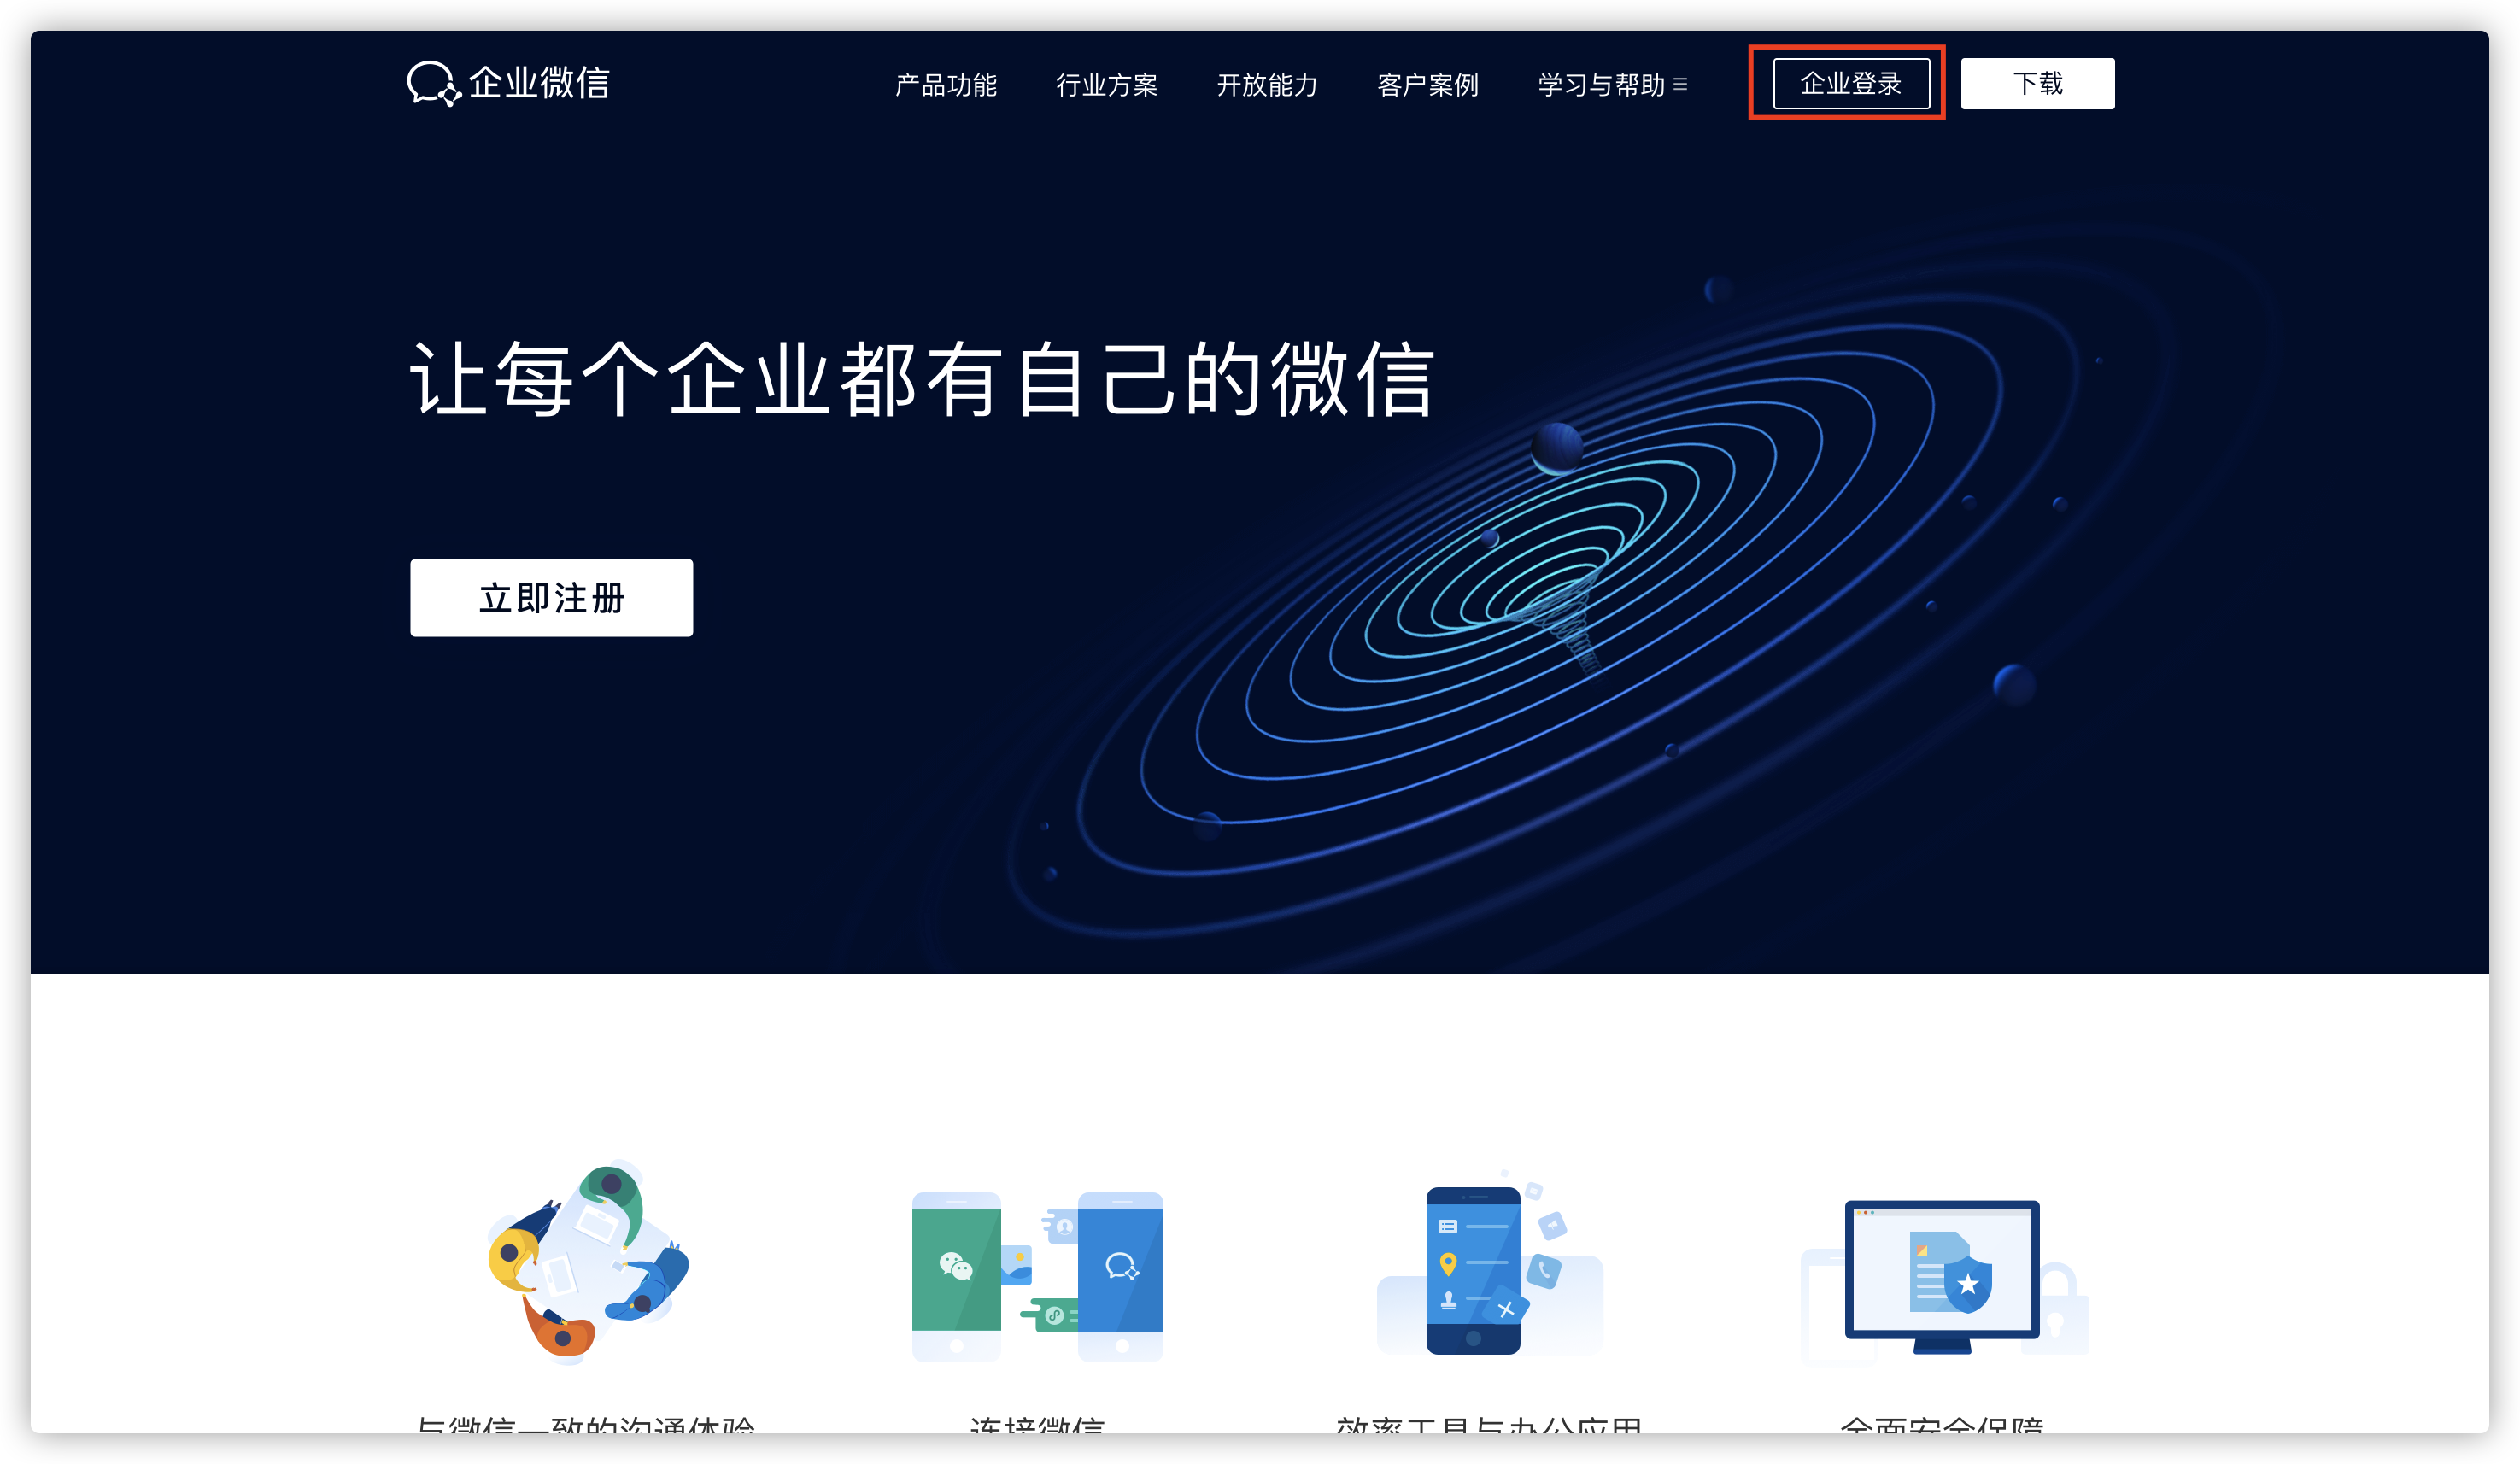 企业微信
产品功能 行业方案 开放能力 客户案例 学习与帮助 企业登录 下载
让每个企业都有自己的微信
立即注册
与微信一致的沟通体验 连接微信 效率工具与办公应用 全面安全保障